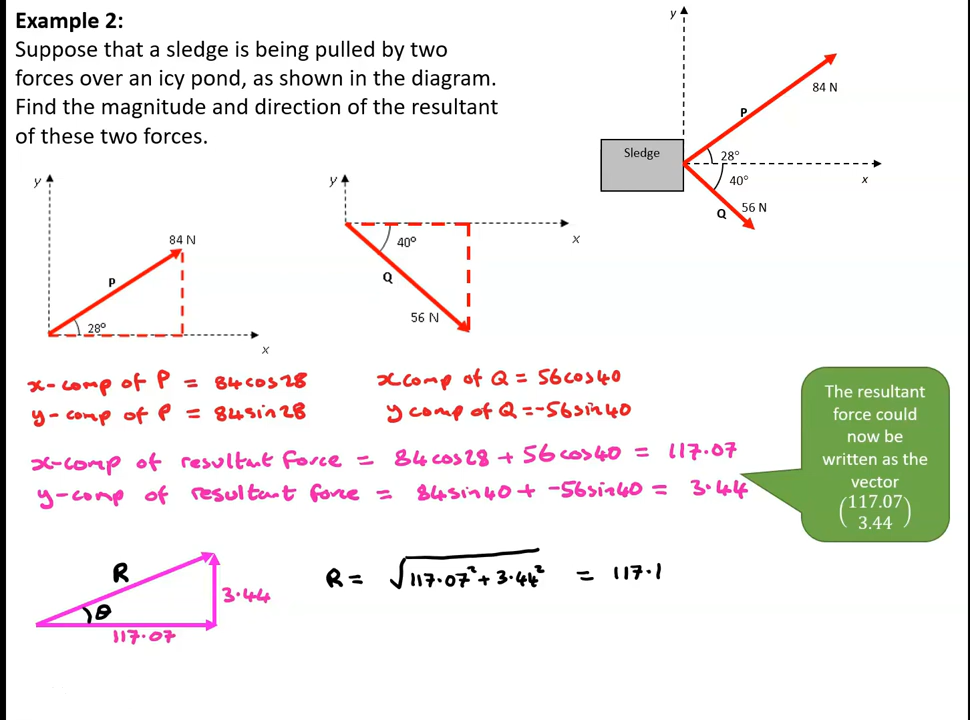 Example 2:
Suppose that a sledge is being pulled by two
forces over an icy pond, as shown in the diagram.
Find the magnitude and direction of the resultant
of these two forces.
y
84 N
P
Sledge
28°
40°
x
Q
56 N
y
84 N
P
28°
x
y
40°
x
Q
56 N
x-comp of P = 84cos28
y-comp of P = 84sin28
x comp of Q = 56cos40
y comp of Q = -56sin40
x-comp of resultant force = 84cos28 + 56cos40 = 117.07
y-comp of resultant force = 84sin40 + -56sin40 = 3.44
The resultant
force could
now be
written as the
vector
(117.07
3.44)
R
θ
3.44
117.07
R = √117.07² + 3.44² = 117.1